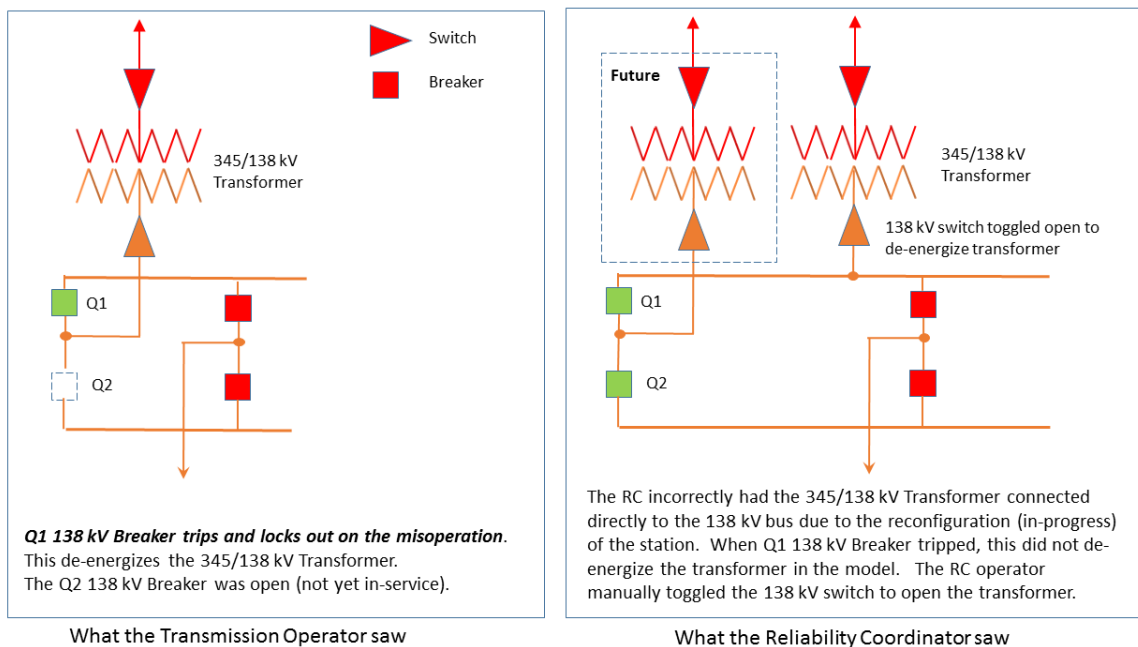 Switch
Breaker
345/138 kV
Transformer
Q1
Q2
Q1 138 kV Breaker trips and locks out on the misoperation.
This de-energizes the 345/138 kV Transformer.
The Q2 138 kV Breaker was open (not yet in-service).
What the Transmission Operator saw
Future
345/138 kV
Transformer
138 kV switch toggled open to
de-energize transformer
Q1
Q2
The RC incorrectly had the 345/138 kV Transformer connected
directly to the 138 kV bus due to the reconfiguration (in-progress)
of the station. When Q1 138 kV Breaker tripped, this did not de-
energize the transformer in the model. The RC operator
manually toggled the 138 kV switch to open the transformer.
What the Reliability Coordinator saw